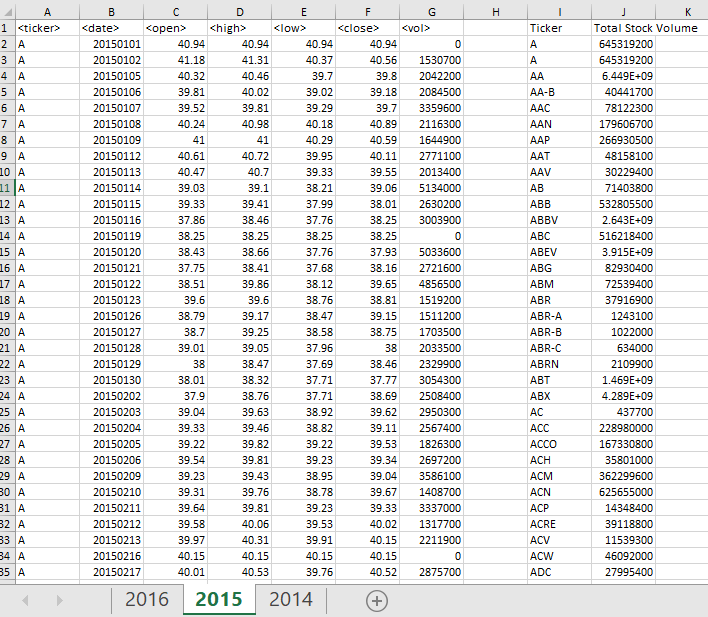 A B C D E F G H I J K
1 <ticker> <date> <open> <high> <low> <close> <vol> Ticker Total Stock Volume
2 A 20150101 40.94 40.94 40.94 40.94 0 A 645319200
3 A 20150102 41.18 41.31 40.37 40.56 1530700 A 645319200
4 A 20150105 40.32 40.46 39.7 39.8 2042200 AA 6.449E+09
5 A 20150106 39.81 40.02 39.02 39.18 2084500 AA-B 40441700
6 A 20150107 39.52 39.81 39.29 39.7 3359600 AAC 78122300
7 A 20150108 40.24 40.98 40.18 40.89 2116300 AAN 179606700
8 A 20150109 41 41 40.29 40.59 1644900 AAP 266930500
9 A 20150112 40.61 40.72 39.95 40.11 2771100 AAT 48158100
10 A 20150113 40.47 40.7 39.33 39.55 2013400 AAV 30229400
11 A 20150114 39.03 39.1 38.21 39.06 5134000 AB 71403800
12 A 20150115 39.33 39.41 37.99 38.01 2630200 ABB 532805500
13 A 20150116 37.86 38.46 37.76 38.25 3003900 ABBV 2.643E+09
14 A 20150119 38.25 38.25 38.25 38.25 0 ABC 516218400
15 A 20150120 38.43 38.66 37.76 37.93 5033600 ABEV 3.915E+09
16 A 20150121 37.75 38.41 37.68 38.16 2721600 ABG 82930400
17 A 20150122 38.51 39.86 38.12 39.65 4856500 ABM 72539400
18 A 20150123 39.6 39.6 38.76 38.81 1519200 ABR 37916900
19 A 20150126 38.79 39.17 38.47 39.15 1511200 ABR-A 1243100
20 A 20150127 38.7 39.25 38.58 38.75 1703500 ABR-B 1022000
21 A 20150128 39.01 39.05 37.96 38 2033500 ABR-C 634000
22 A 20150129 38 38.47 37.69 38.46 2329900 ABRN 2109900
23 A 20150130 38.01 38.32 37.71 37.77 3054300 ABT 1.469E+09
24 A 20150202 37.9 38.76 37.71 38.69 2508400 ABX 4.289E+09
25 A 20150203 39.04 39.63 38.92 39.62 2950300 AC 437700
26 A 20150204 39.33 39.46 38.82 39.11 2567400 ACC 228980000
27 A 20150205 39.22 39.82 39.22 39.53 1826300 ACCO 167330800
28 A 20150206 39.54 39.81 39.23 39.34 2697200 ACH 35801000
29 A 20150209 39.23 39.43 38.95 39.04 3586100 ACM 362299600
30 A 20150210 39.31 39.76 38.78 39.67 1408700 ACN 625655000
31 A 20150211 39.64 39.81 39.23 39.33 3337000 ACP 14348400
32 A 20150212 39.58 40.06 39.53 40.02 1317700 ACRE 39118800
33 A 20150213 39.97 40.31 39.91 40.15 2211900 ACV 11539300
34 A 20150216 40.15 40.15 40.15 40.15 0 ACW 46092000
35 A 20150217 40.01 40.53 39.76 40.52 2875700 ADC 27995400
2016 2015 2014